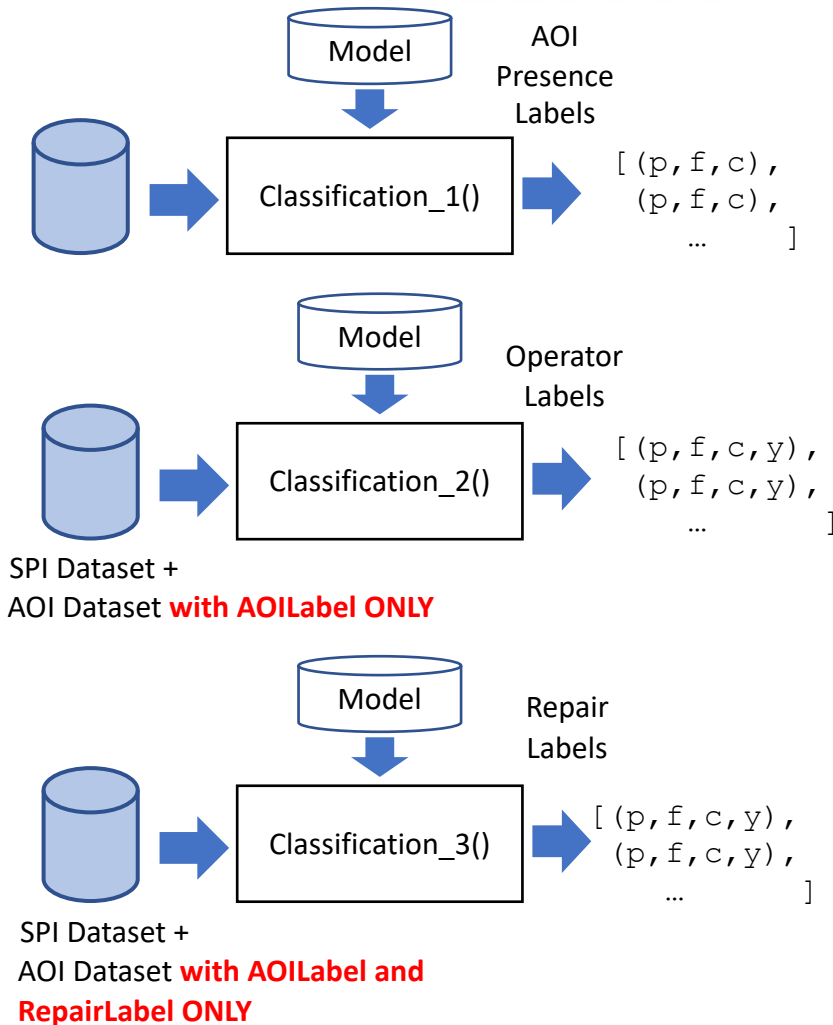 Model
AOI
Presence
Labels
Classification_1()
[(p,f,c),
(p,f,c),
… ]
Model
Operator
Labels
Classification_2()
[(p,f,c,y),
(p,f,c,y),
… ]
SPI Dataset +
AOI Dataset with AOILabel ONLY
Model
Repair
Labels
Classification_3()
[(p,f,c,y),
(p,f,c,y),
… ]
SPI Dataset +
AOI Dataset with AOILabel and
RepairLabel ONLY